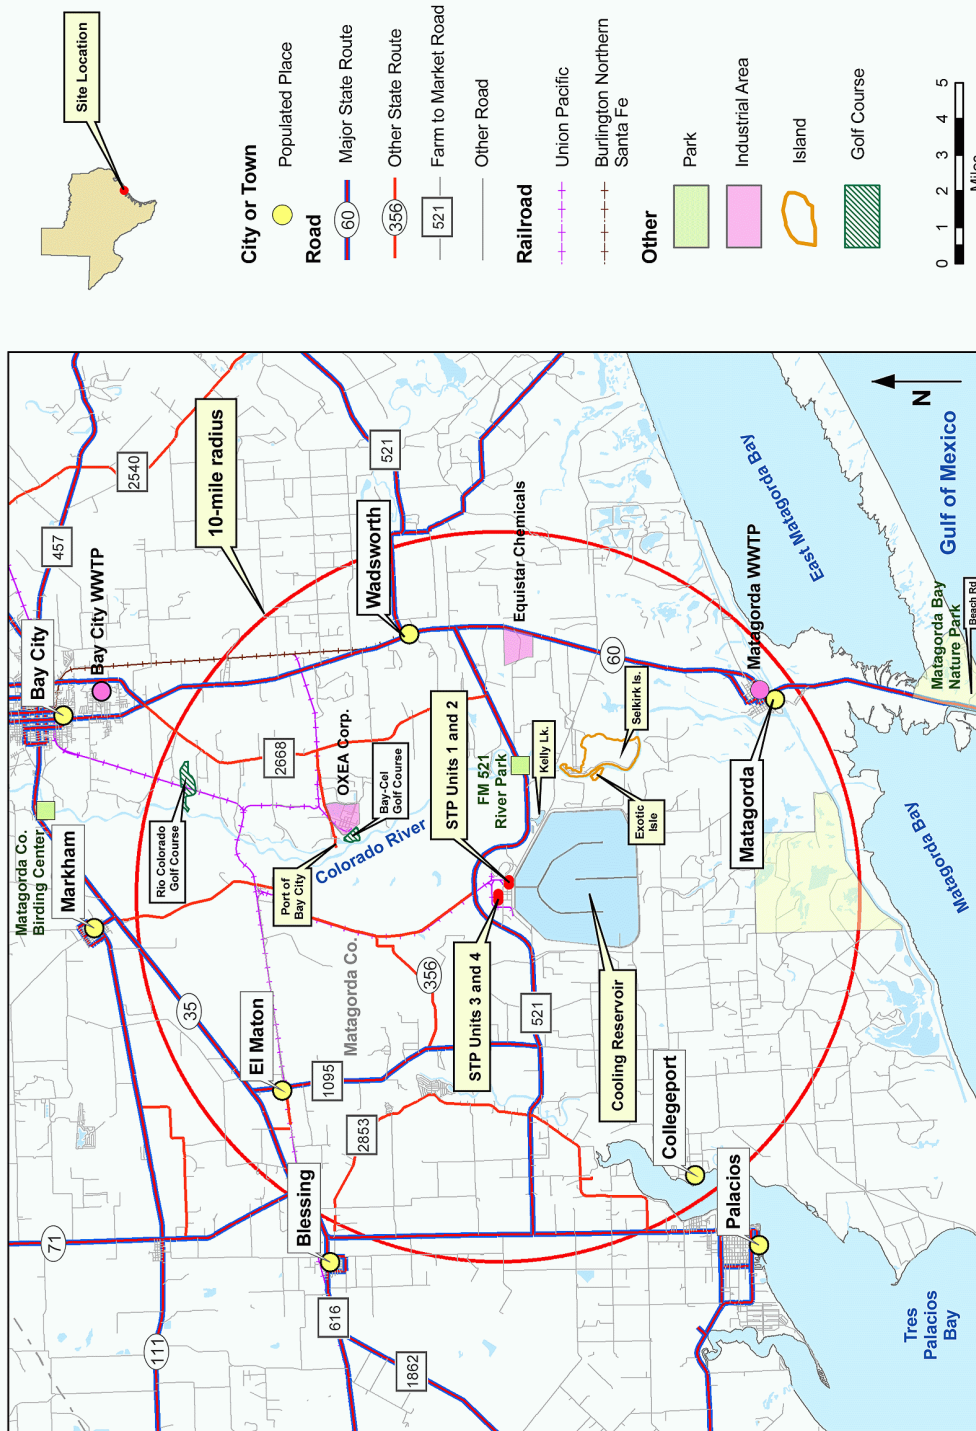 Site Location
City or Town
Populated Place
Road
60
Major State Route
356
Other State Route
521
Farm to Market Road
Other Road
Railroad
Union Pacific
Burlington Northern
Santa Fe
Other
Park
Industrial Area
Island
Golf Course
0
1
2
3
4
5
Miles
2540
10-mile radius
521
457
Bay City WWTP
Bay City
Wadsworth
Equistar Chemicals
East Matagorda Bay
Gulf of Mexico
N
Matagorda WWTP
Matagorda Bay
Nature Park
Beach Rd
60
Selkirk Is.
Kelly Lk.
Exotic
Isle
STP Units 1 and 2
FM 521
River Park
2668
OXEA Corp.
Bay-Cel
Golf Course
Colorado River
Port of
Bay City
Rio Colorado
Golf Course
Matagorda Co.
Birding Center
Markham
Matagorda
Matagorda Bay
35
El Maton
Matagorda Co.
356
STP Units 3 and 4
521
Cooling Reservoir
1095
2853
Collegeport
Palacios
Blessing
71
616
111
1862
Tres
Palacios
Bay